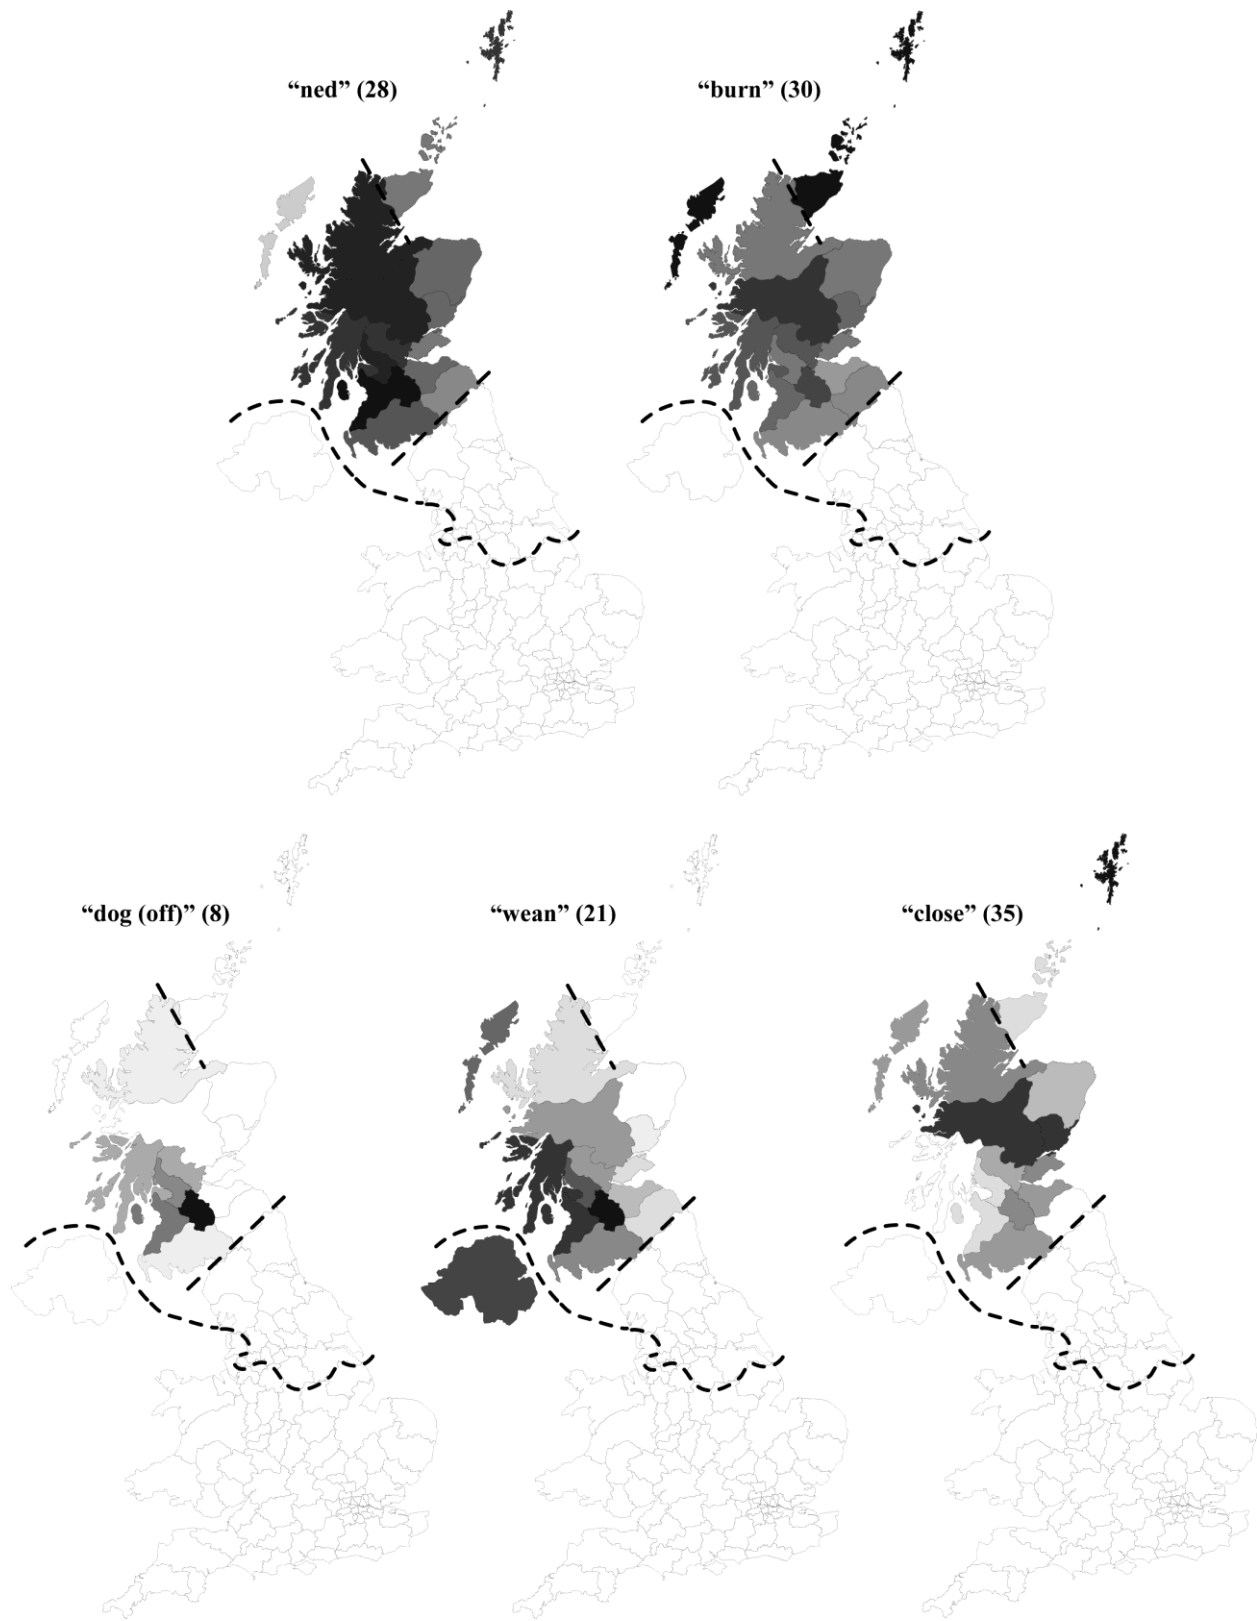 “ned” (28)
“burn” (30)
“dog (off)” (8)
“wean” (21)
“close” (35)